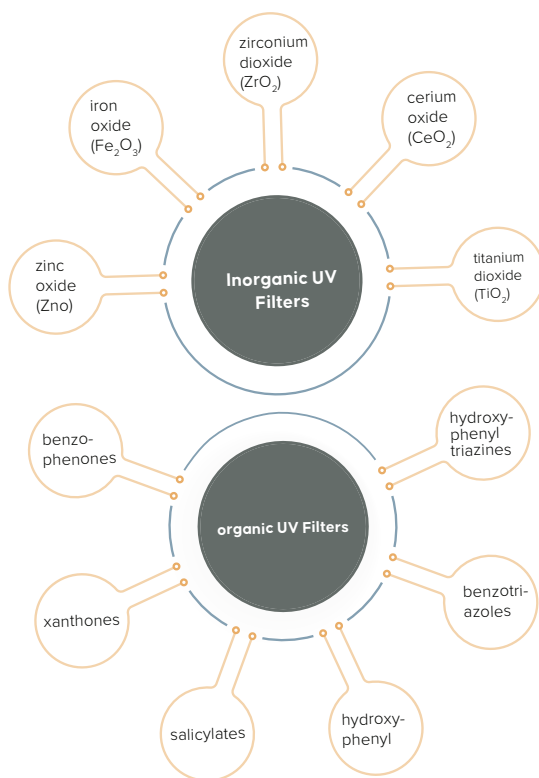 zirconium
dioxide
(ZrO₂)
iron
oxide
(Fe₂O₃)
cerium
oxide
(CeO₂)
zinc
oxide
(Zno)
titanium
dioxide
(TiO₂)
Inorganic UV
Filters
benzo-
phenones
hydroxy-
phenyl
triazines
organic UV Filters
xanthones
benzotri-
azoles
salicylates
hydroxy-
phenyl